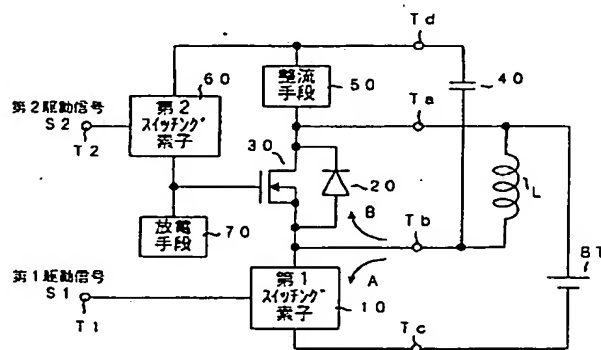 Td
60
整流
手段
50
40
第2駆動信号
S2
T2
第2
スイッチング
素子
Ta
30
20
L
放電
手段
70
B
Tb
BT
A
第1駆動信号
S1
T1
第1
スイッチング
素子
10
Tc